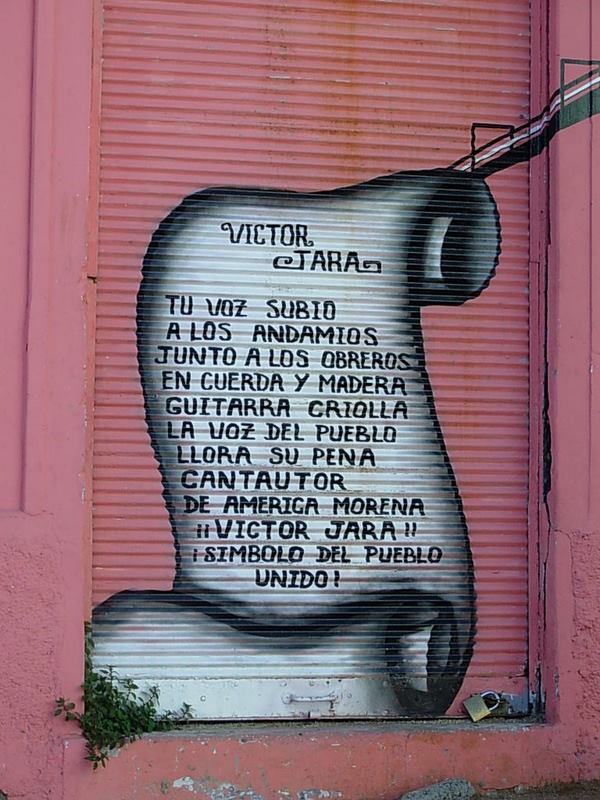 VICTOR
JARA
TU VOZ SUBIO
A LOS ANDAMIOS
JUNTO A LOS OBREROS
EN CUERDA Y MADERA
GUITARRA CRIOLLA
LA VOZ DEL PUEBLO
LLORA SU PENA
CANTAUTOR
DE AMERICA MORENA
¡¡VICTOR JARA!!
¡SIMBOLO DEL PUEBLO
UNIDO!